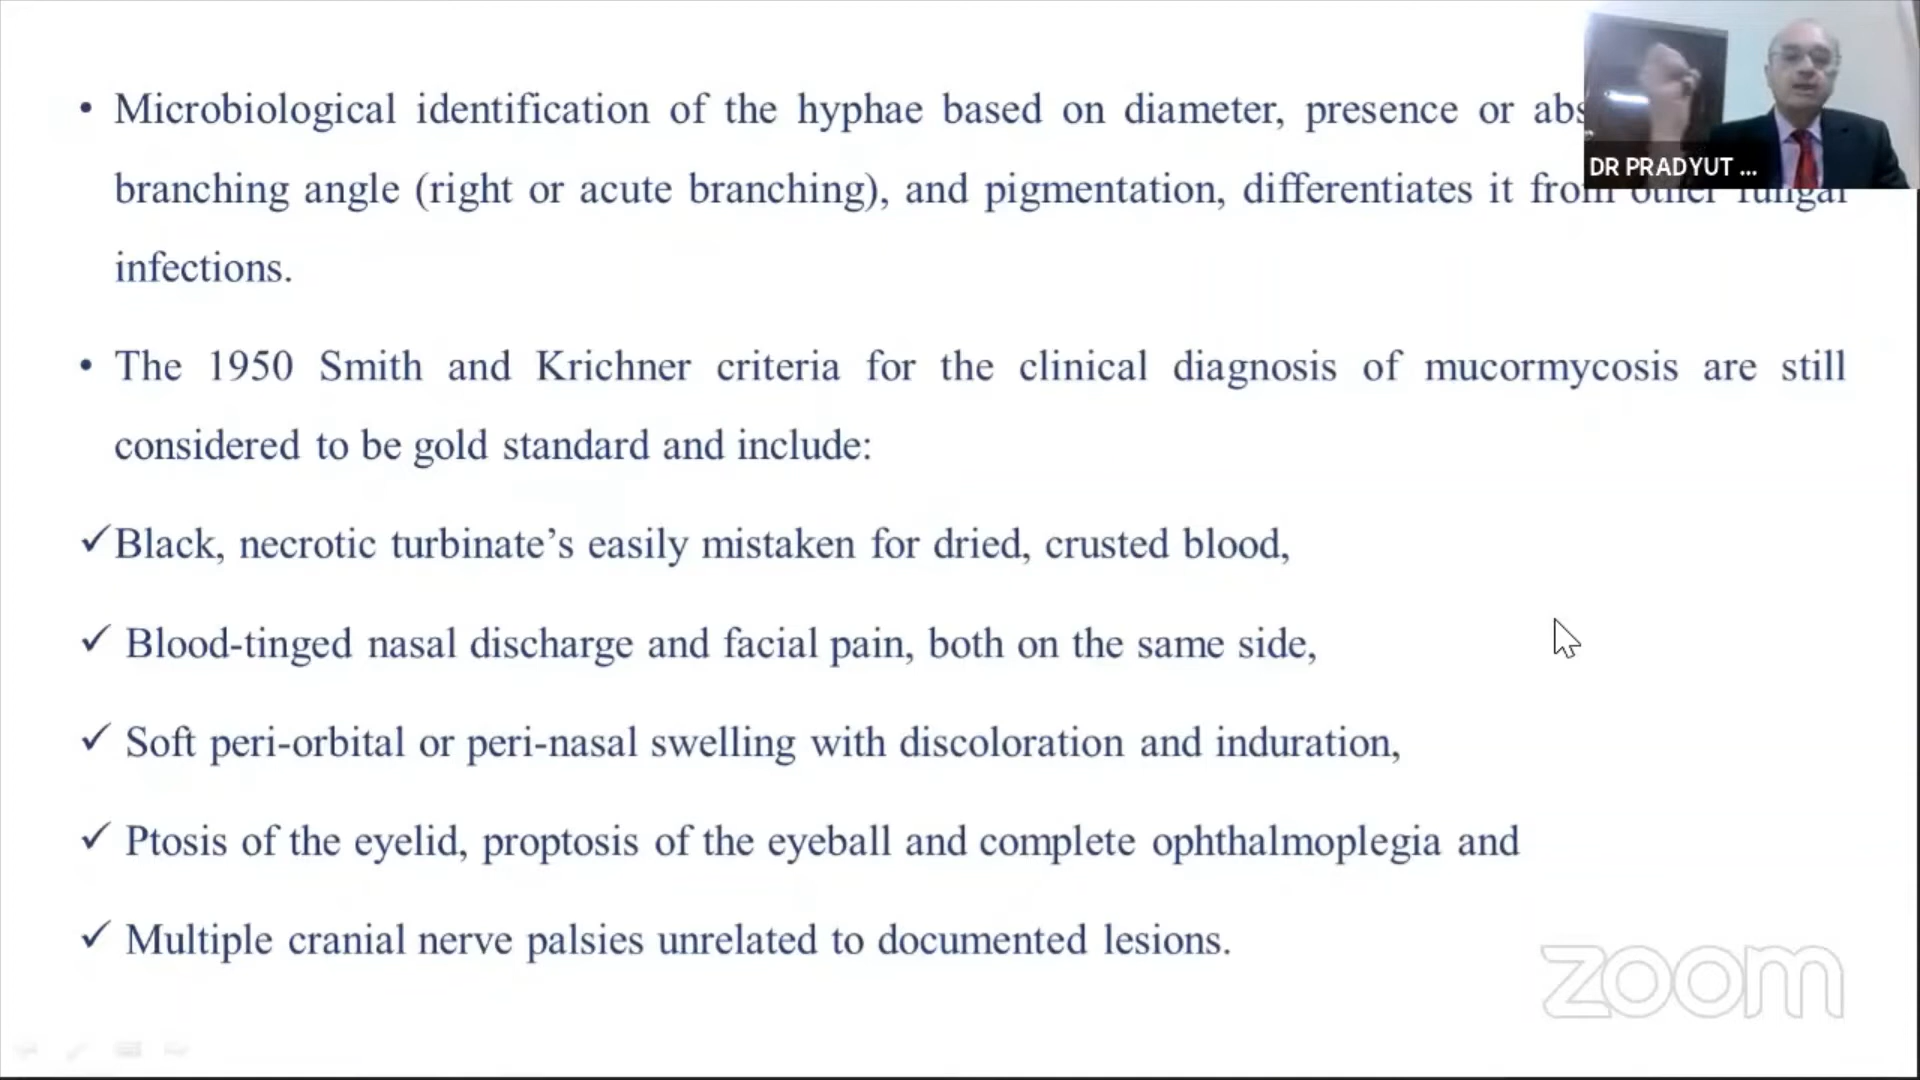 • Microbiological identification of the hyphae based on diameter, presence or
branching angle (right or acute branching), and pigmentation, differentiates it from other fungal
infections.
• The 1950 Smith and Krichner criteria for the clinical diagnosis of mucormycosis are still
considered to be gold standard and include:
✓Black, necrotic turbinate’s easily mistaken for dried, crusted blood,
✓ Blood-tinged nasal discharge and facial pain, both on the same side,
✓ Soft peri-orbital or peri-nasal swelling with discoloration and induration,
✓ Ptosis of the eyelid, proptosis of the eyeball and complete ophthalmoplegia and
✓ Multiple cranial nerve palsies unrelated to documented lesions.
DR PRADYUT ...
zoom